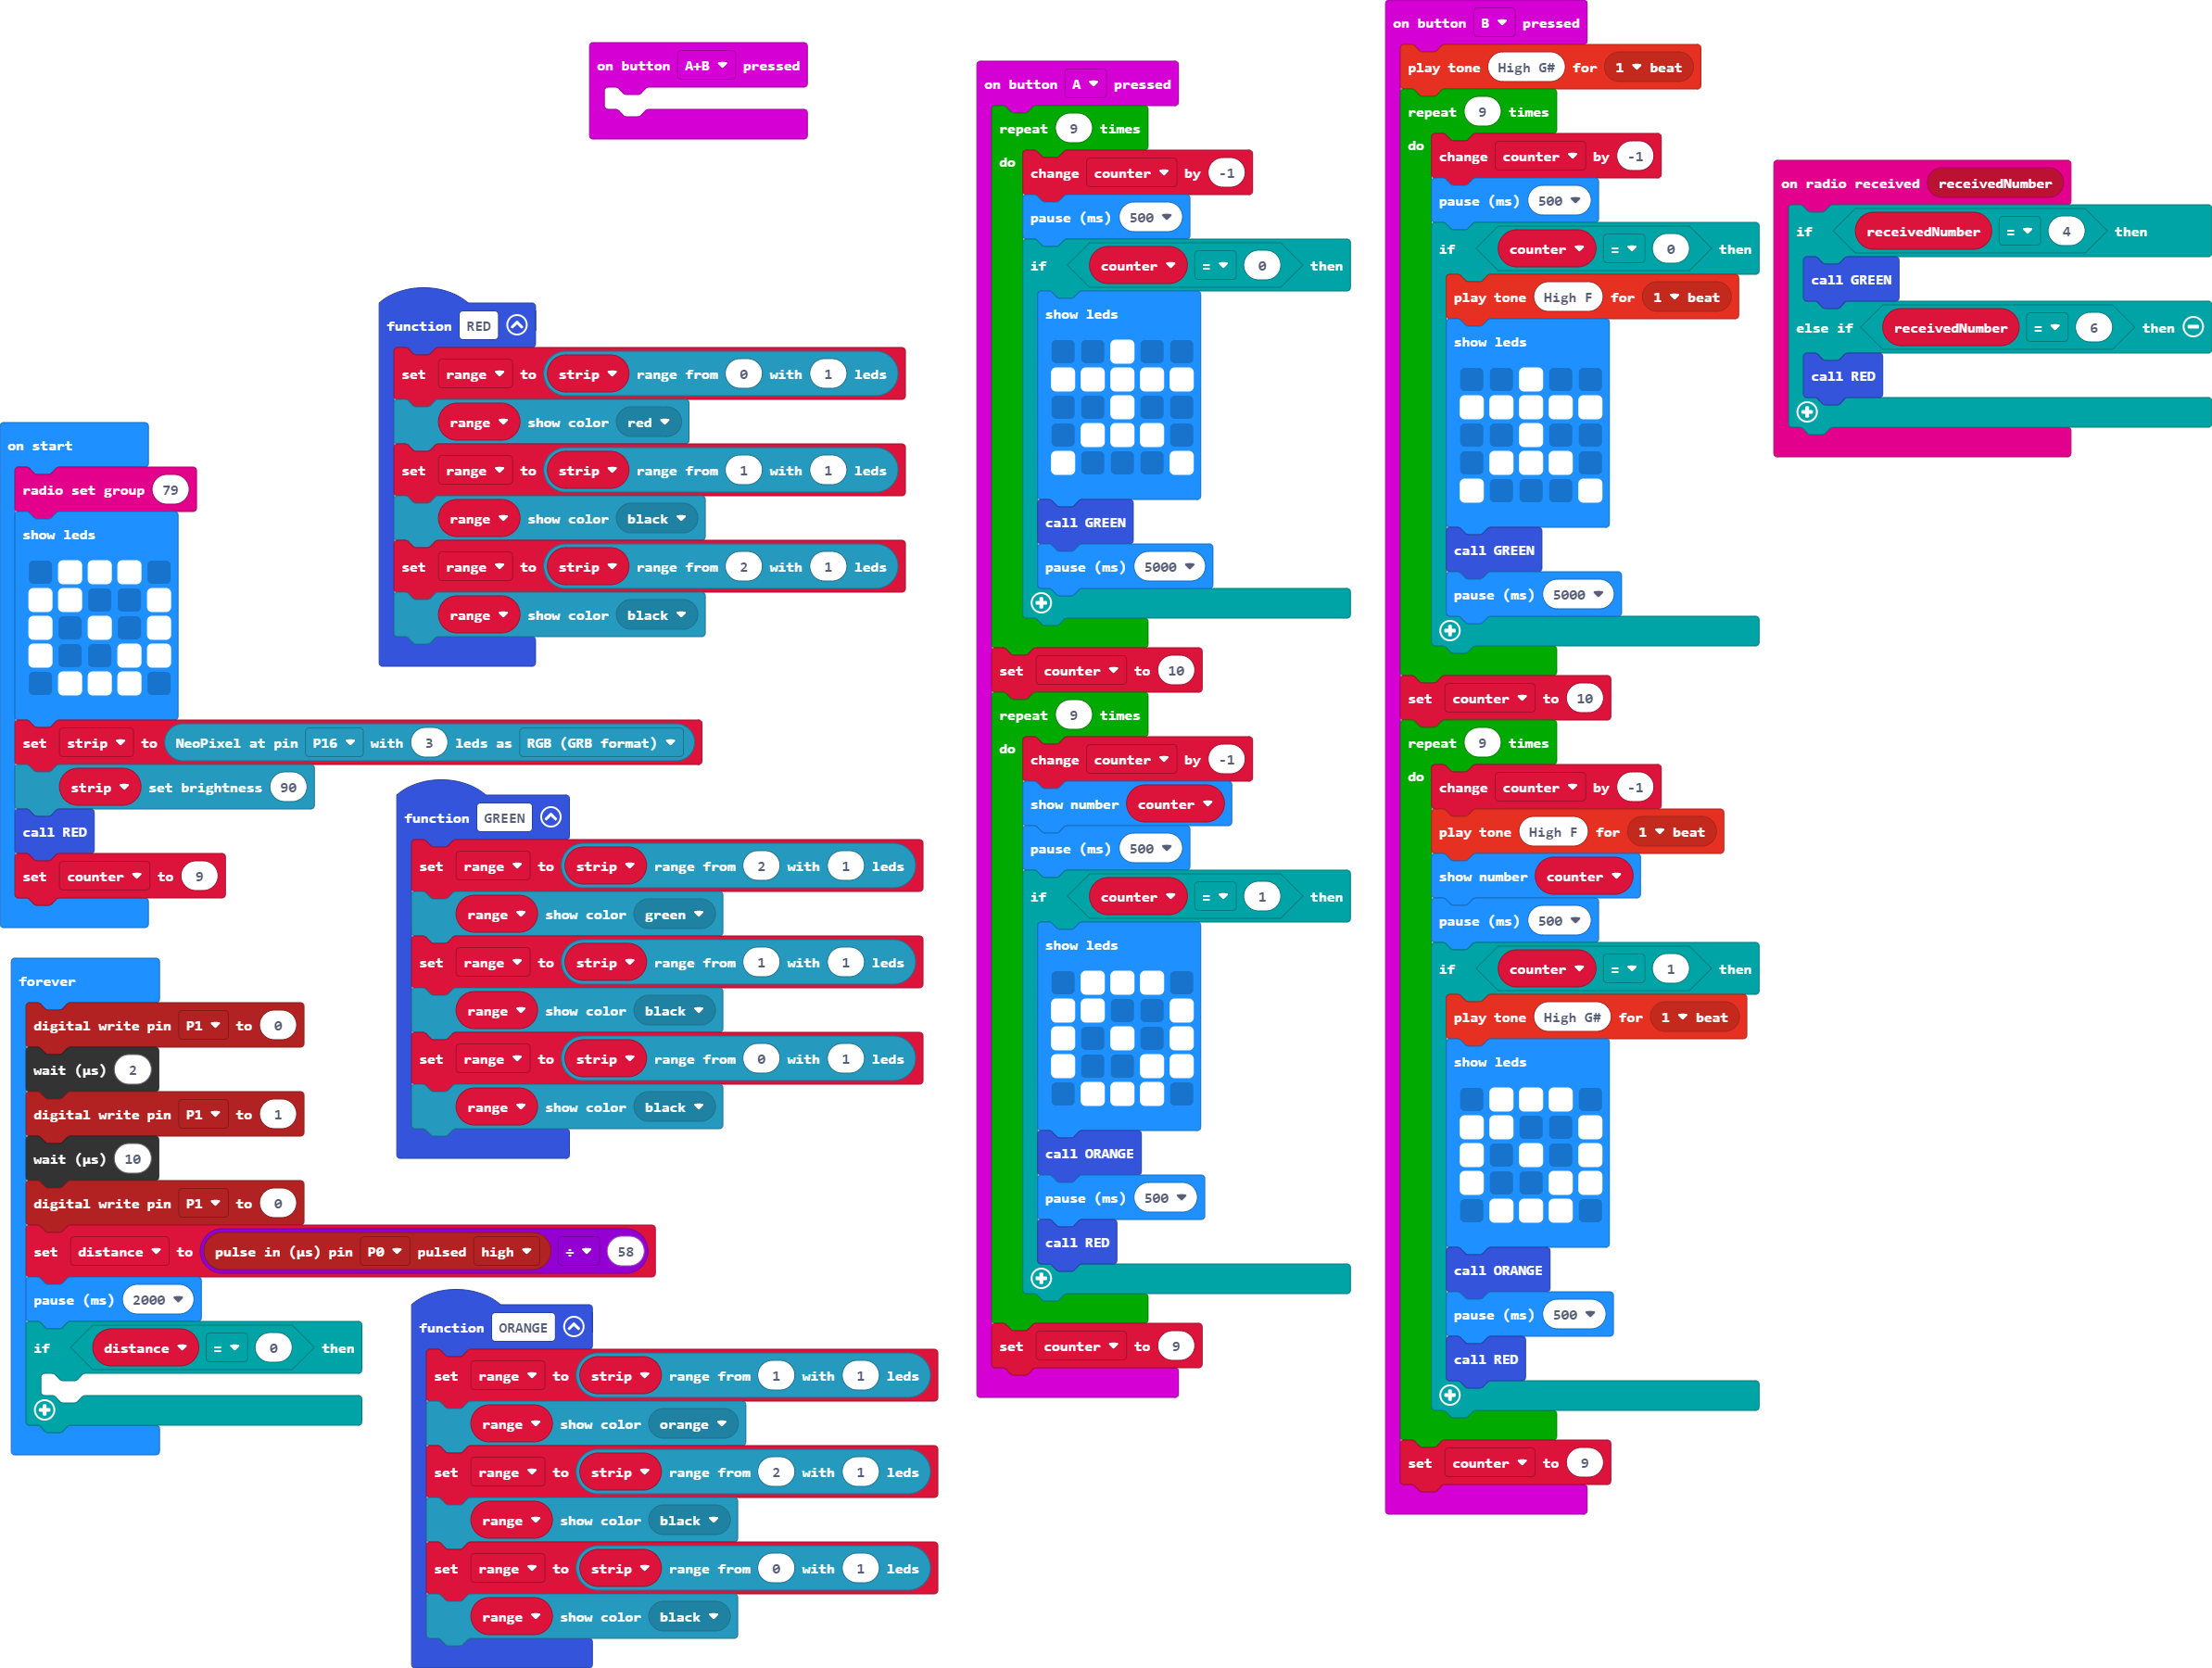 on button A+B pressed
on button A pressed
repeat 9 times
do
change counter by -1
pause (ms) 500
if counter = 0 then
show leds
call GREEN
pause (ms) 5000
set counter to 10
repeat 9 times
do
change counter by -1
show number counter
pause (ms) 500
if counter = 1 then
show leds
call ORANGE
pause (ms) 500
call RED
set counter to 9
on button B pressed
play tone High G# for 1 beat
repeat 9 times
do
change counter by -1
pause (ms) 500
if counter = 0 then
play tone High F for 1 beat
show leds
call GREEN
pause (ms) 5000
set counter to 10
repeat 9 times
do
change counter by -1
play tone High F for 1 beat
show number counter
pause (ms) 500
if counter = 1 then
play tone High G# for 1 beat
show leds
call ORANGE
pause (ms) 500
call RED
set counter to 9
on radio received receivedNumber
if receivedNumber = 4 then
call GREEN
else if receivedNumber = 6 then
call RED
function RED
set range to strip range from 0 with 1 leds
range show color red
set range to strip range from 1 with 1 leds
range show color black
set range to strip range from 2 with 1 leds
range show color black
on start
radio set group 79
show leds
set strip to NeoPixel at pin P16 with 3 leds as RGB (GRB format)
strip set brightness 90
call RED
set counter to 9
function GREEN
set range to strip range from 2 with 1 leds
range show color green
set range to strip range from 1 with 1 leds
range show color black
set range to strip range from 0 with 1 leds
range show color black
forever
digital write pin P1 to 0
wait (µs) 2
digital write pin P1 to 1
wait (µs) 10
digital write pin P1 to 0
set distance to pulse in (µs) pin P0 pulsed high ÷ 58
pause (ms) 2000
if distance = 0 then
function ORANGE
set range to strip range from 1 with 1 leds
range show color orange
set range to strip range from 2 with 1 leds
range show color black
set range to strip range from 0 with 1 leds
range show color black